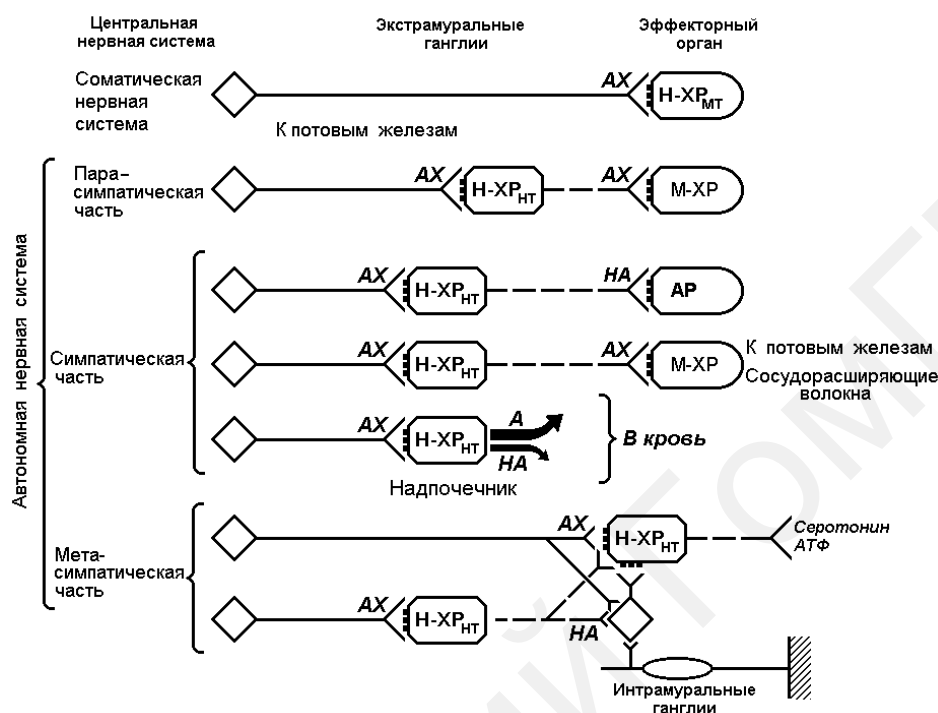 Центральная
нервная система
Экстрамуральные
ганглии
Эффекторный
орган
Соматическая
нервная
система
АХ
Н-ХРМТ
К потовым железам
Автономная нервная система
Пара–
симпатическая
часть
АХ
Н-ХРНТ
АХ
М-ХР
Симпатическая
часть
АХ
Н-ХРНТ
НА
АР
АХ
Н-ХРНТ
АХ
М-ХР
К потовым железам
Сосудорасширяющие
волокна
АХ
Н-ХРНТ
А
НА
В кровь
Надпочечник
Мета-
симпатическая
часть
АХ
Н-ХРНТ
Серотонин
АТФ
АХ
Н-ХРНТ
НА
Интрамуральные
ганглии